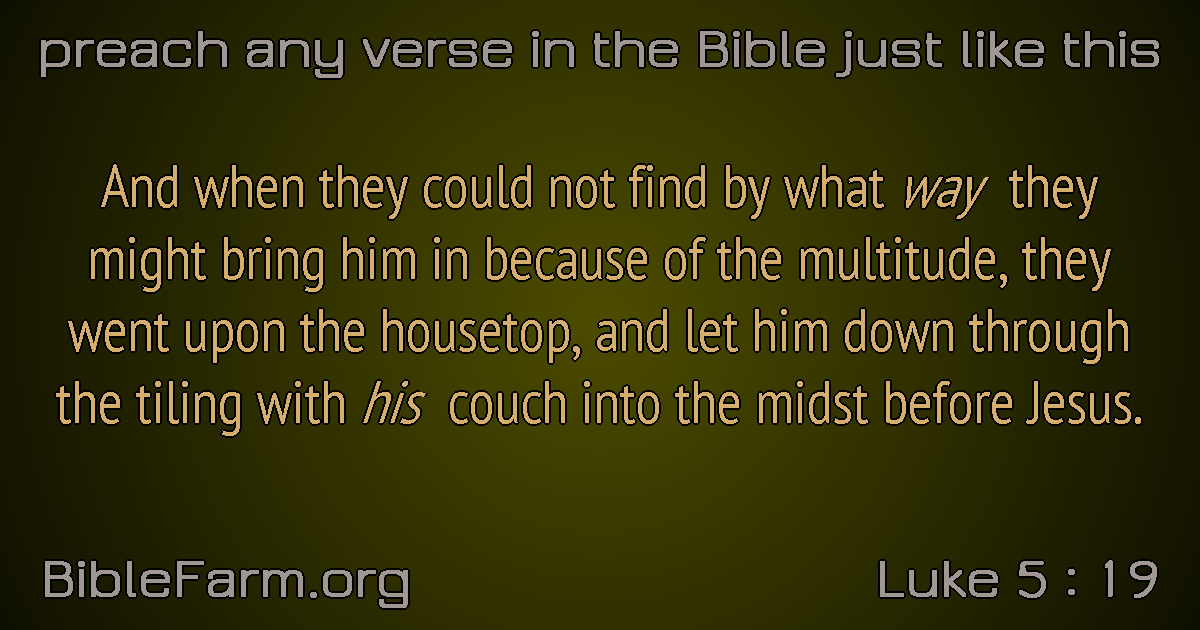 preach any verse in the Bible just like this
And when they could not find by what way they
might bring him in because of the multitude, they
went upon the housetop, and let him down through
the tiling with his couch into the midst before Jesus.
BibleFarm.org
Luke 5 : 19